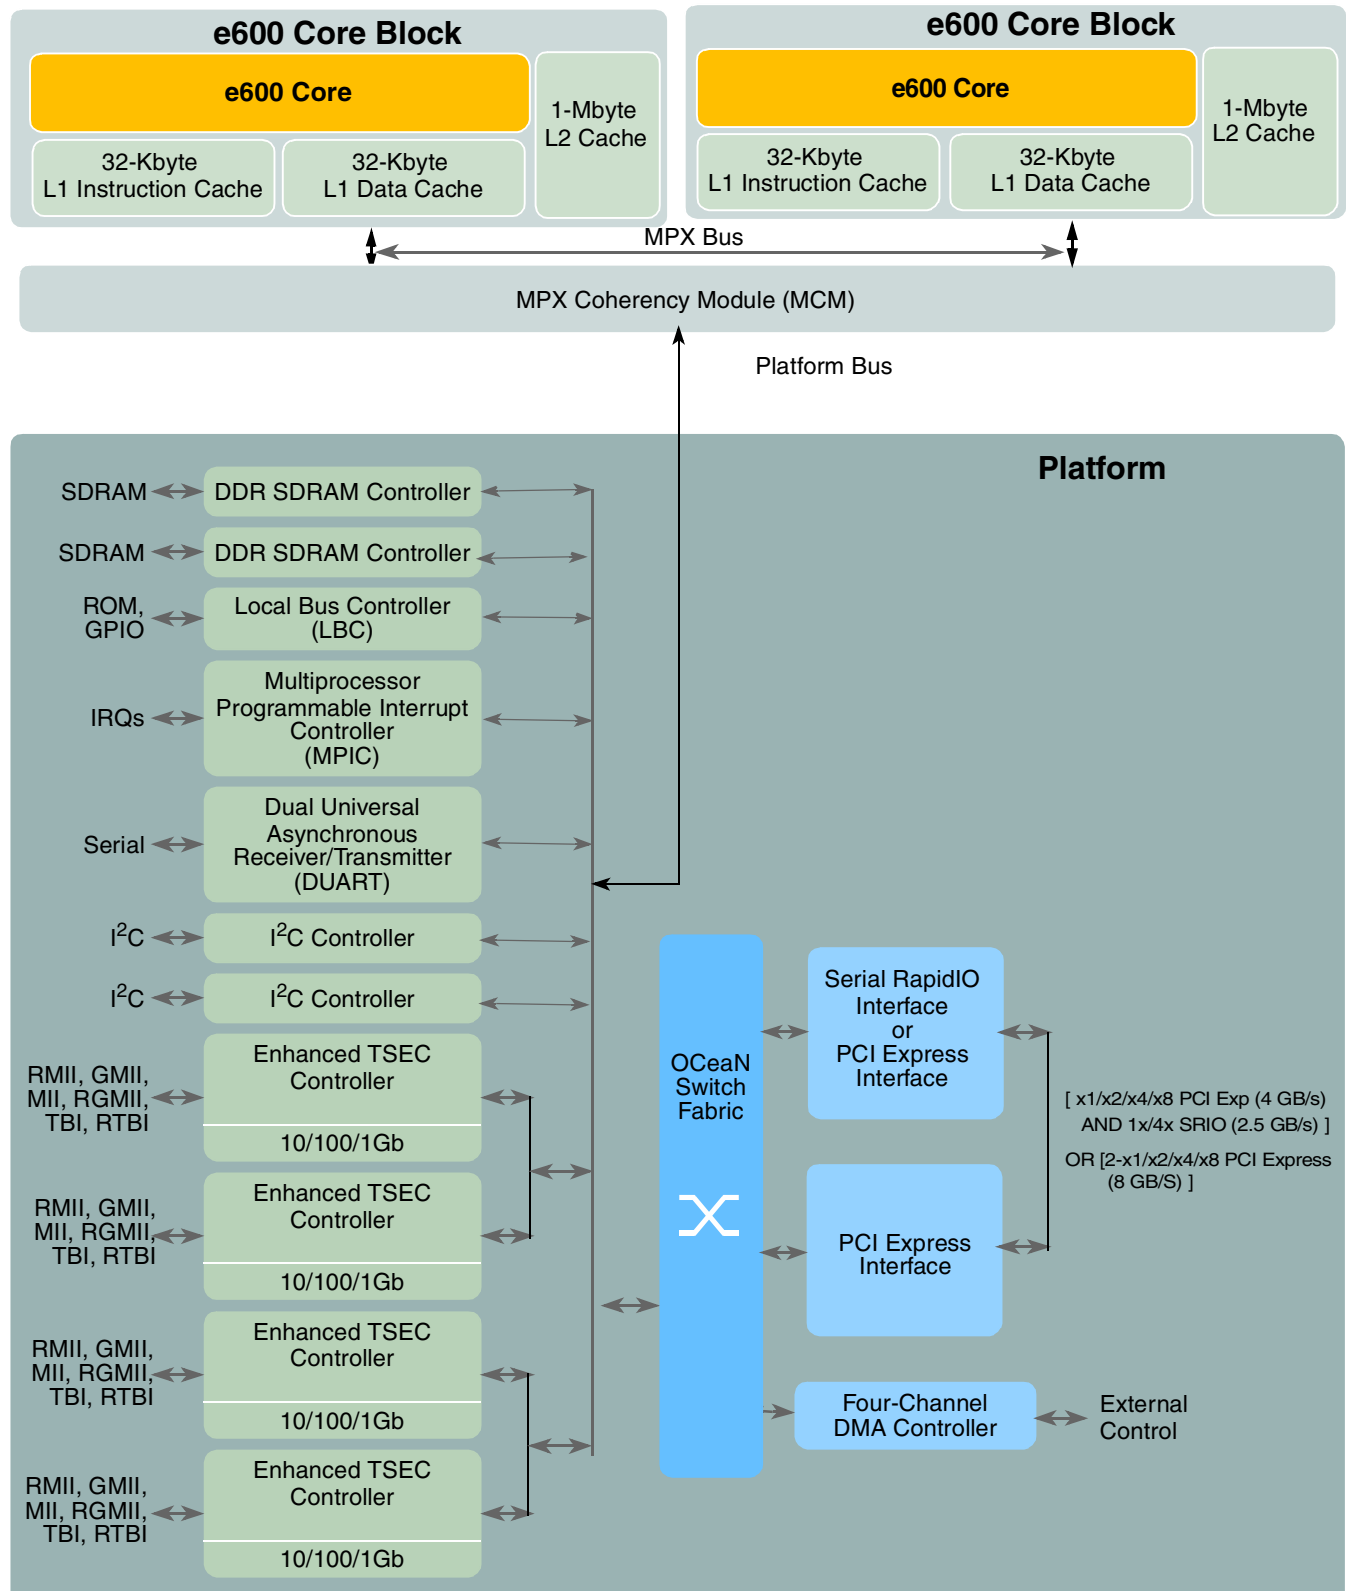 e600 Core Block
e600 Core
1-Mbyte
L2 Cache
32-Kbyte
L1 Instruction Cache
32-Kbyte
L1 Data Cache
e600 Core Block
e600 Core
1-Mbyte
L2 Cache
32-Kbyte
L1 Instruction Cache
32-Kbyte
L1 Data Cache
MPX Bus
MPX Coherency Module (MCM)
Platform Bus
Platform
SDRAM
DDR SDRAM Controller
SDRAM
DDR SDRAM Controller
ROM,
GPIO
Local Bus Controller
(LBC)
IRQs
Multiprocessor
Programmable Interrupt
Controller
(MPIC)
Serial
Dual Universal
Asynchronous
Receiver/Transmitter
(DUART)
I²C
I²C Controller
I²C
I²C Controller
RMII, GMII,
MII, RGMII,
TBI, RTBI
Enhanced TSEC
Controller
10/100/1Gb
RMII, GMII,
MII, RGMII,
TBI, RTBI
Enhanced TSEC
Controller
10/100/1Gb
RMII, GMII,
MII, RGMII,
TBI, RTBI
Enhanced TSEC
Controller
10/100/1Gb
RMII, GMII,
MII, RGMII,
TBI, RTBI
Enhanced TSEC
Controller
10/100/1Gb
OCeaN
Switch
Fabric
Serial RapidIO
Interface
or
PCI Express
Interface
PCI Express
Interface
[ x1/x2/x4/x8 PCI Exp (4 GB/s)
AND 1x/4x SRIO (2.5 GB/s) ]
OR [2-x1/x2/x4/x8 PCI Express
(8 GB/S) ]
Four-Channel
DMA Controller
External
Control